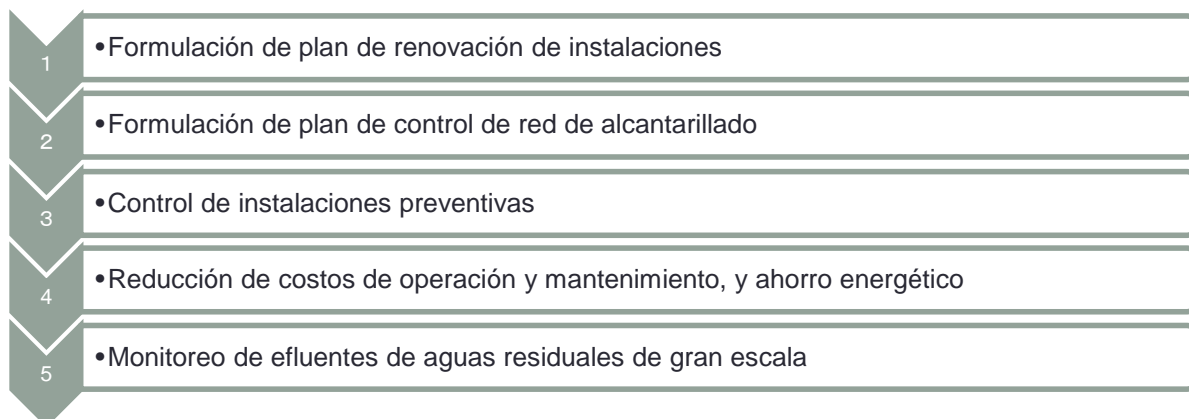 1
•Formulación de plan de renovación de instalaciones
2
•Formulación de plan de control de red de alcantarillado
3
•Control de instalaciones preventivas
4
•Reducción de costos de operación y mantenimiento, y ahorro energético
5
•Monitoreo de efluentes de aguas residuales de gran escala